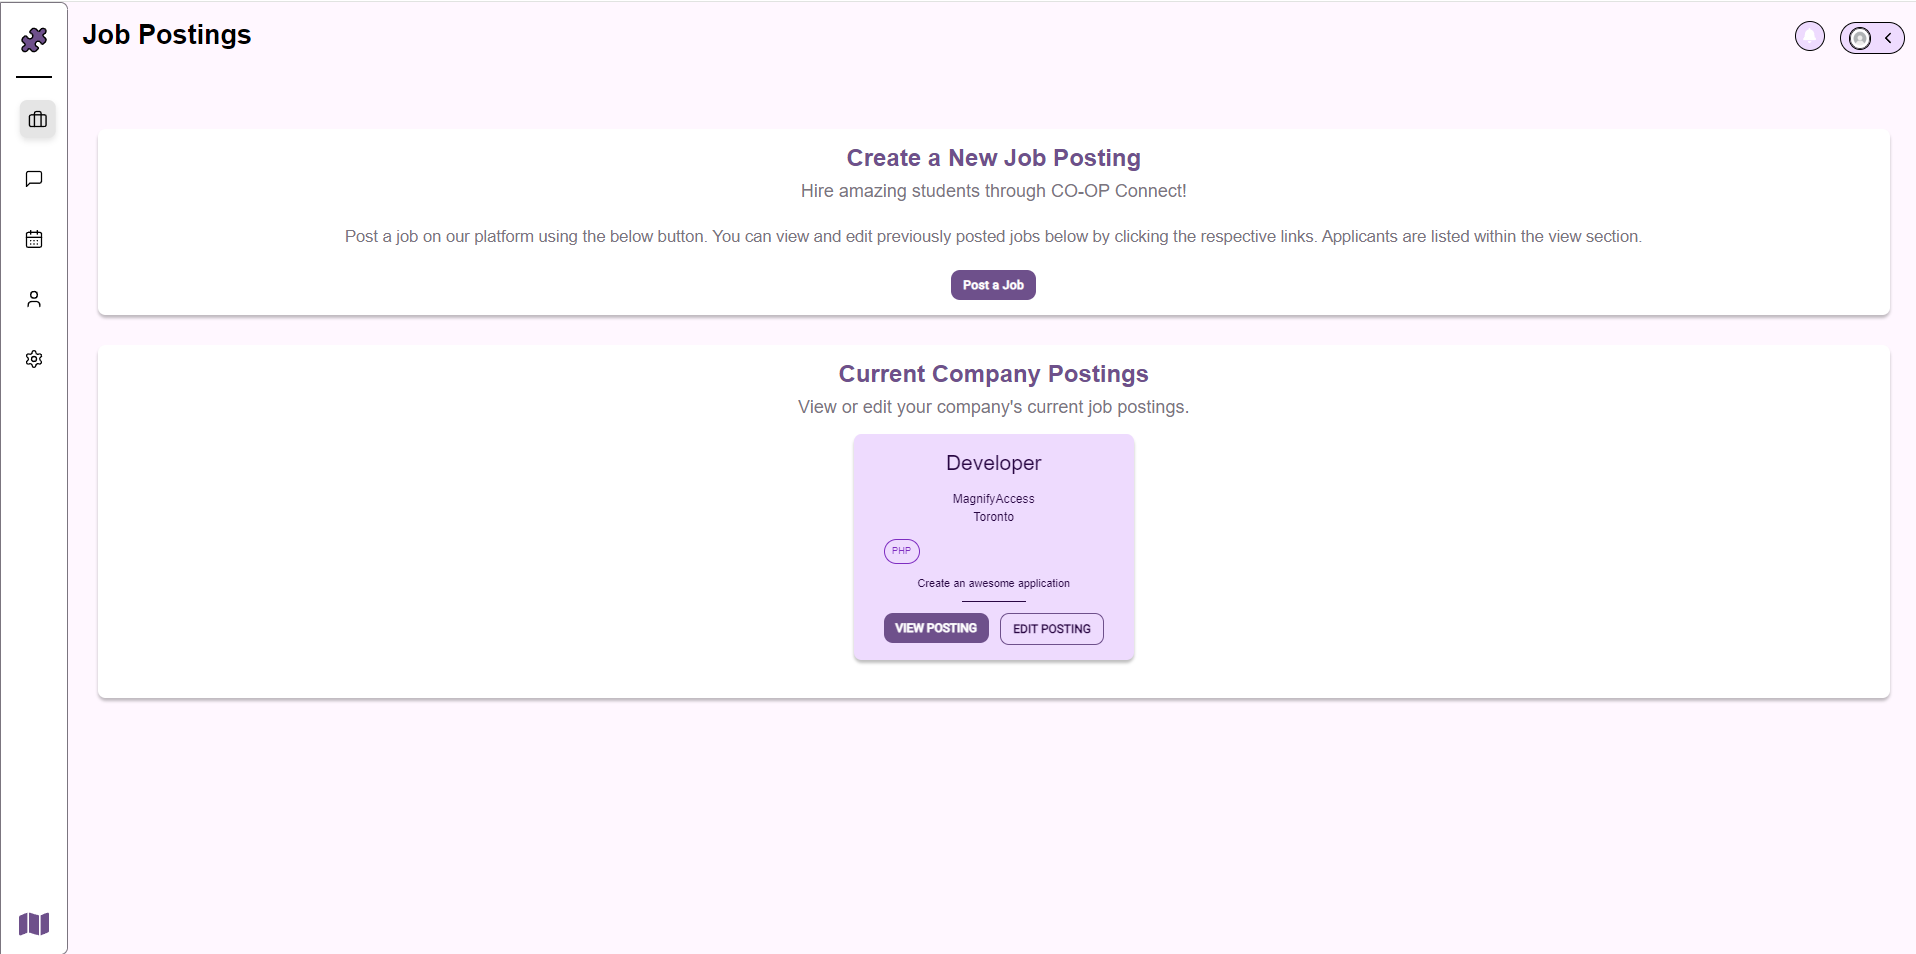 Job Postings
Create a New Job Posting
Hire amazing students through CO-OP Connect!
Post a job on our platform using the below button. You can view and edit previously posted jobs below by clicking the respective links. Applicants are listed within the view section.
Post a Job
Current Company Postings
View or edit your company's current job postings.
Developer
MagnifyAccess
Toronto
PHP
Create an awesome application
VIEW POSTING
EDIT POSTING